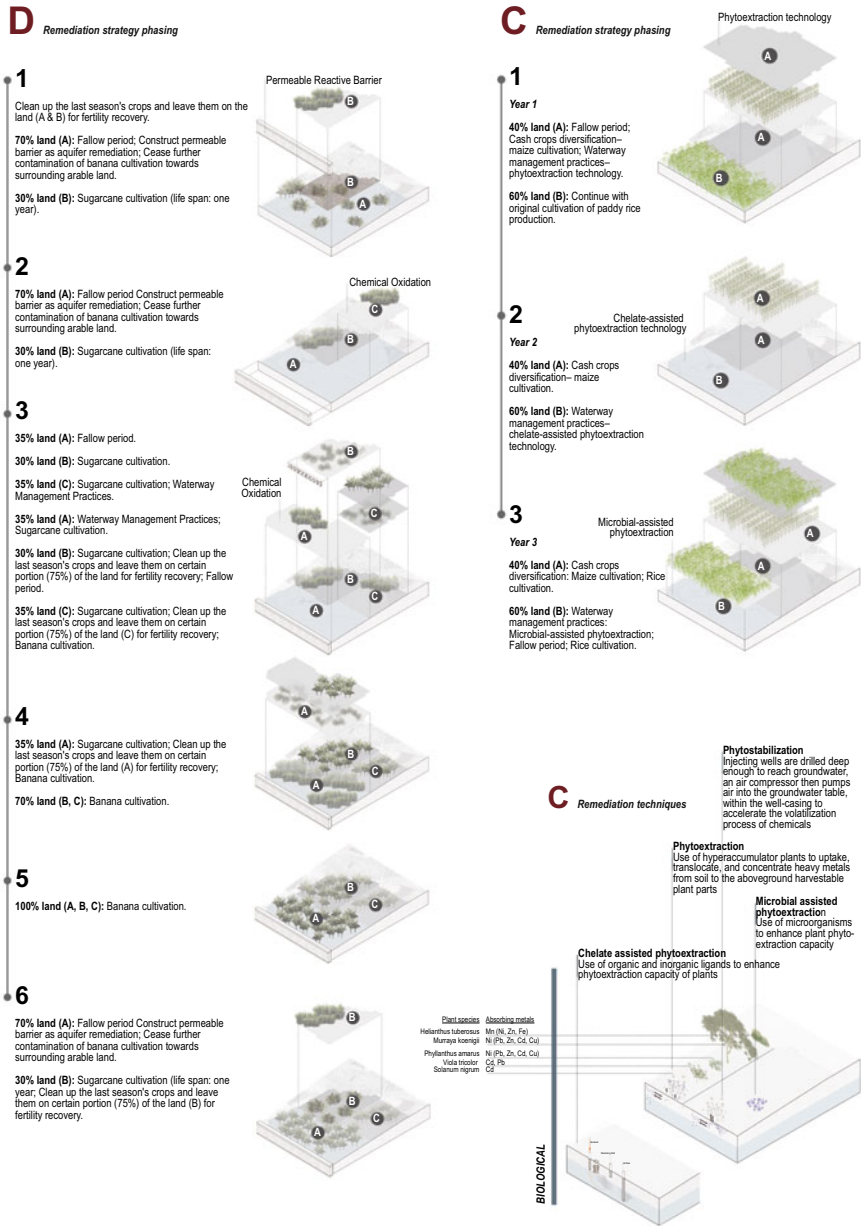 D Remediation strategy phasing
1
Permeable Reactive Barrier
Clean up the last season's crops and leave them on the
land (A & B) for fertility recovery.
70% land (A): Fallow period; Construct permeable
barrier as aquifer remediation; Cease further
contamination of banana cultivation towards
surrounding arable land.
30% land (B): Sugarcane cultivation (life span: one
year).
B
B
A
2
70% land (A): Fallow period Construct permeable
barrier as aquifer remediation; Cease further
contamination of banana cultivation towards
surrounding arable land.
30% land (B): Sugarcane cultivation (life span:
one year).
Chemical Oxidation
C
B
A
3
35% land (A): Fallow period.
30% land (B): Sugarcane cultivation.
35% land (C): Sugarcane cultivation; Waterway
Management Practices.
35% land (A): Waterway Management Practices;
Sugarcane cultivation.
30% land (B): Sugarcane cultivation; Clean up the
last season's crops and leave them on certain
portion (75%) of the land for fertility recovery; Fallow
period.
35% land (C): Sugarcane cultivation; Clean up the
last season's crops and leave them on certain
portion (75%) of the land (C) for fertility recovery;
Banana cultivation.
Chemical
Oxidation
B
C
A
B
A
C
4
35% land (A): Sugarcane cultivation; Clean up the
last season's crops and leave them on certain
portion (75%) of the land (A) for fertility recovery;
Banana cultivation.
70% land (B, C): Banana cultivation.
A
B
C
A
5
100% land (A, B, C): Banana cultivation.
B
C
A
6
70% land (A): Fallow period Construct permeable
barrier as aquifer remediation; Cease further
contamination of banana cultivation towards
surrounding arable land.
30% land (B): Sugarcane cultivation (life span: one
year; Clean up the last season's crops and leave
them on certain portion (75%) of the land (B) for
fertility recovery.
B
B
C
A
C Remediation strategy phasing
Phytoextraction technology
1
Year 1
40% land (A): Fallow period;
Cash crops diversification–
maize cultivation; Waterway
management practices–
phytoextraction technology.
60% land (B): Continue with
original cultivation of paddy rice
production.
A
A
B
2
Year 2
40% land (A): Cash crops
diversification– maize
cultivation.
60% land (B): Waterway
management practices–
chelate-assisted phytoextraction
technology.
Chelate-assisted
phytoextraction technology
A
A
B
3
Year 3
40% land (A): Cash crops
diversification: Maize cultivation; Rice
cultivation.
60% land (B): Waterway
management practices:
Microbial-assisted phytoextraction;
Fallow period; Rice cultivation.
Microbial-assisted
phytoextraction
A
A
B
C Remediation techniques
Phytostabilization
Injecting wells are drilled deep
enough to reach groundwater,
an air compressor then pumps
air into the groundwater table,
within the well-casing to
accelerate the volatilization
process of chemicals
Phytoextraction
Use of hyperaccumulator plants to uptake,
translocate, and concentrate heavy metals
from soil to the aboveground harvestable
plant parts
Microbial assisted
phytoextraction
Use of microorganisms
to enhance plant phyto-
extraction capacity
Chelate assisted phytoextraction
Use of organic and inorganic ligands to enhance
phytoextraction capacity of plants
Plant species Absorbing metals
Helianthus tuberosus Mn (Ni, Zn, Fe)
Murraya koenigii Ni (Pb, Zn, Cd, Cu)
Phyllanthus amarus Ni (Pb, Zn, Cd, Cu)
Viola tricolor Cd, Pb
Solanum nigrum Cd
BIOLOGICAL